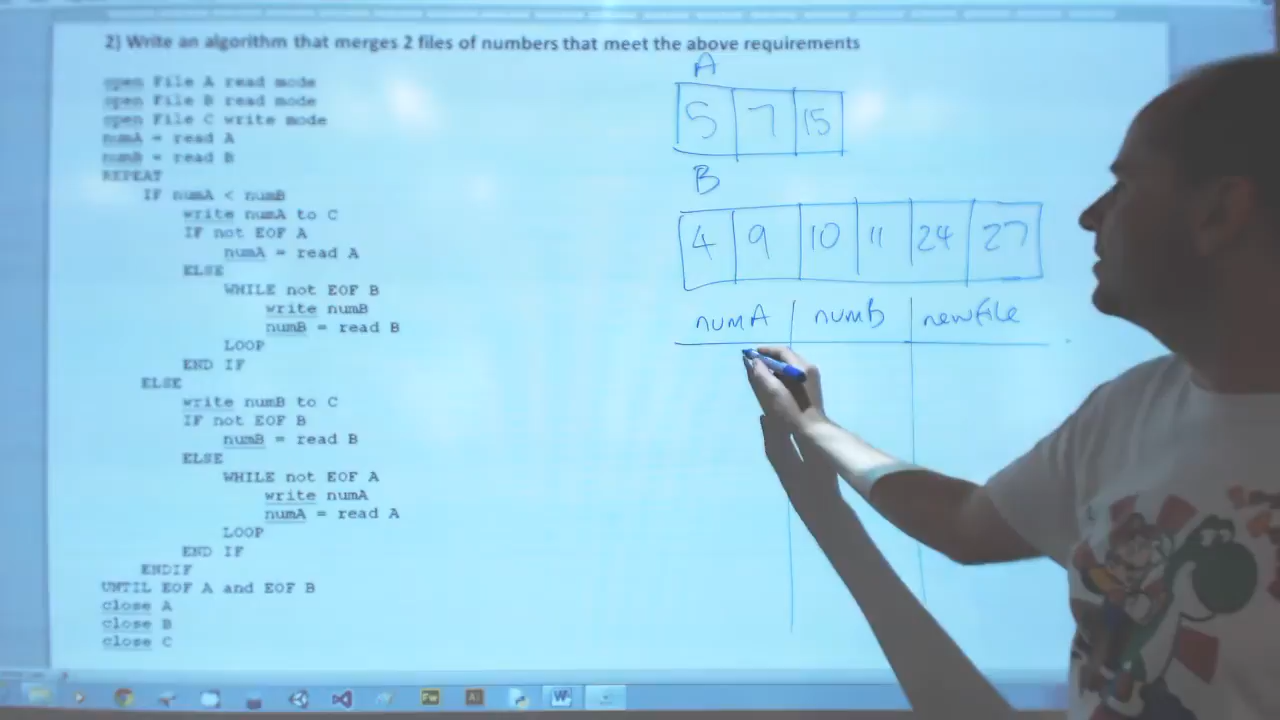 2) Write an algorithm that merges 2 files of numbers that meet the above requirements
open File A read mode
open File B read mode
open File C write mode
numA = read A
numB = read B
REPEAT
IF numA < numB
write numA to C
IF not EOF A
numA = read A
ELSE
WHILE not EOF B
write numB
numB = read B
LOOP
END IF
ELSE
write numB to C
IF not EOF B
numB = read B
ELSE
WHILE not EOF A
write numA
numA = read A
LOOP
END IF
ENDIF
UNTIL EOF A and EOF B
close A
close B
close C
A
5 7 15
B
4 9 10 11 24 27
numA numB newfile
Fw
Ai
W